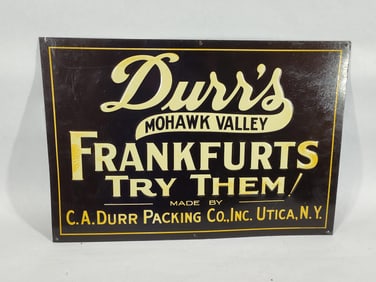 Durr's
MOHAWK VALLEY
FRANKFURTS
TRY THEM!
MADE BY
C.A. DURR PACKING CO., INC. UTICA, N.Y.